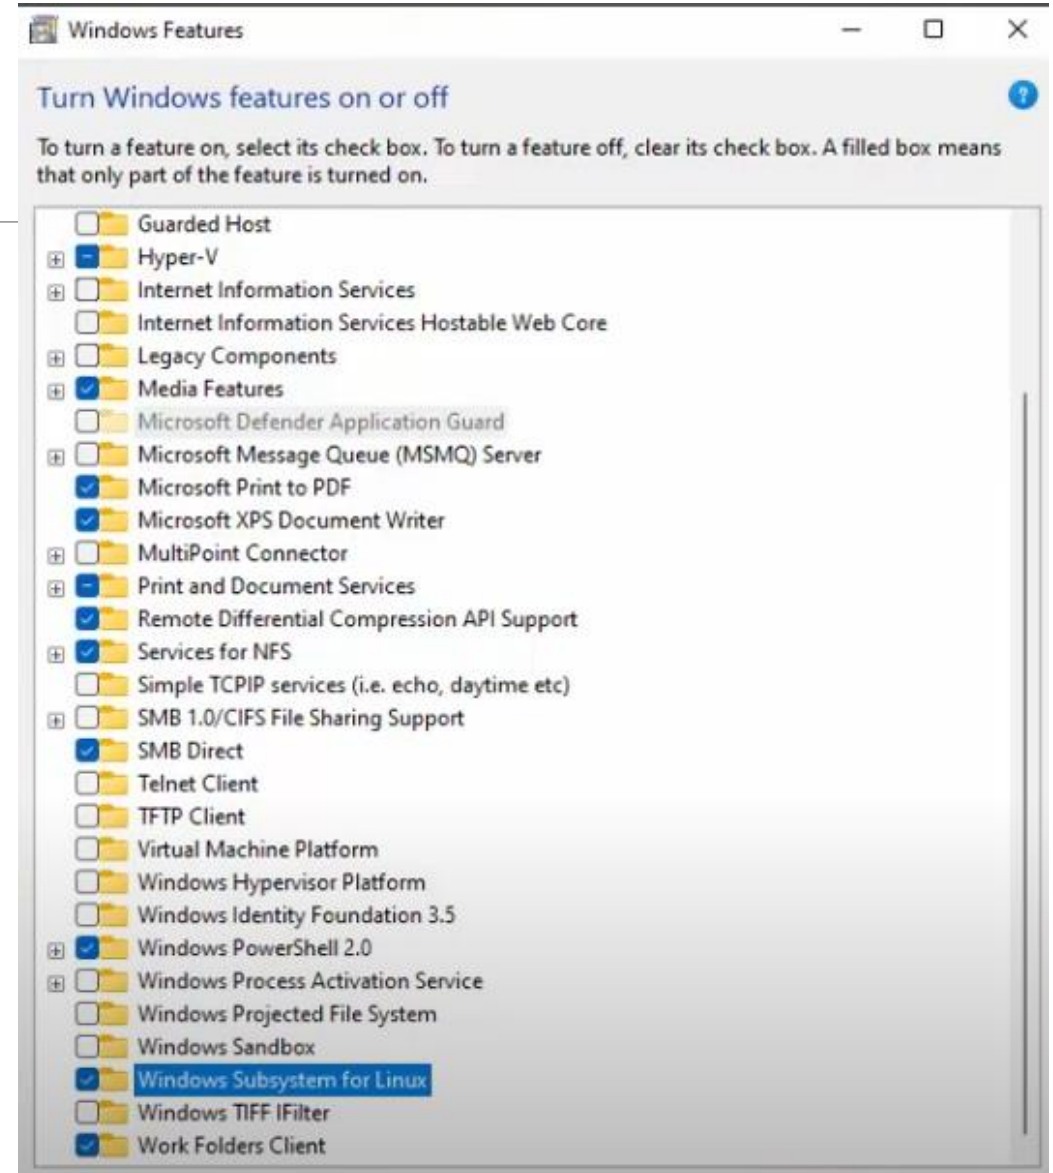 Windows Features
Turn Windows features on or off
To turn a feature on, select its check box. To turn a feature off, clear its check box. A filled box means
that only part of the feature is turned on.
Guarded Host
Hyper-V
Internet Information Services
Internet Information Services Hostable Web Core
Legacy Components
Media Features
Microsoft Defender Application Guard
Microsoft Message Queue (MSMQ) Server
Microsoft Print to PDF
Microsoft XPS Document Writer
MultiPoint Connector
Print and Document Services
Remote Differential Compression API Support
Services for NFS
Simple TCPIP services (i.e. echo, daytime etc)
SMB 1.0/CIFS File Sharing Support
SMB Direct
Telnet Client
TFTP Client
Virtual Machine Platform
Windows Hypervisor Platform
Windows Identity Foundation 3.5
Windows PowerShell 2.0
Windows Process Activation Service
Windows Projected File System
Windows Sandbox
Windows Subsystem for Linux
Windows TIFF IFilter
Work Folders Client